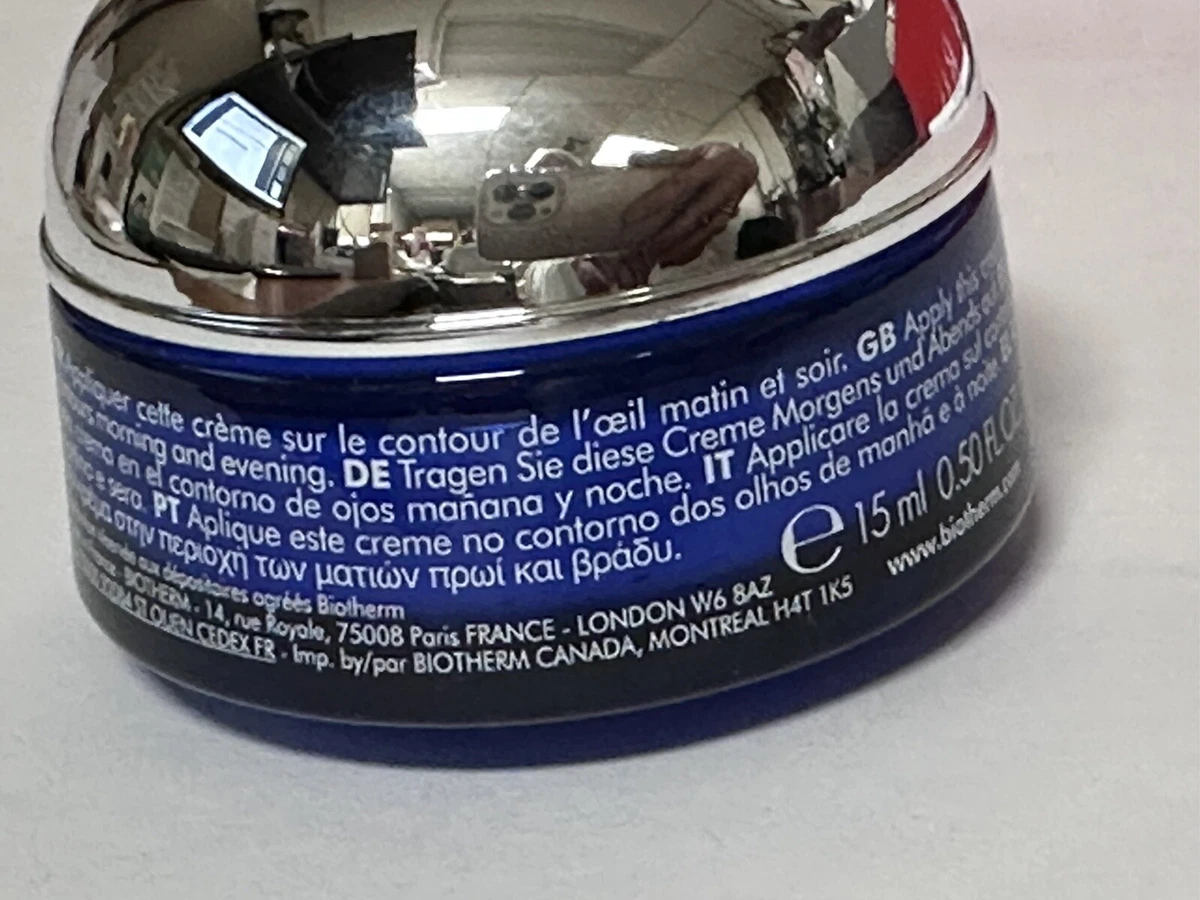 Appliquer cette crème sur le contour de l'œil matin et soir. GB Apply this
morning and evening. DE Tragen Sie diese Creme Morgens und Abends
crema en el contorno de ojos mañana y noche. IT Applicare la crema sul
e sera. PT Aplique este creme no contorno dos olhos de manhã e à noite.
στην περιοχή των ματιών πρωί και βράδυ.
℮ 15 ml 0.50 FL.OZ
aux dépositaires agréés Biotherm
BIOTHERM - 14, rue Royale, 75008 Paris FRANCE - LONDON W6 8AZ
www.biotherm.com
ST OUEN CEDEX FR - Imp. by/par BIOTHERM CANADA, MONTREAL H4T 1K5